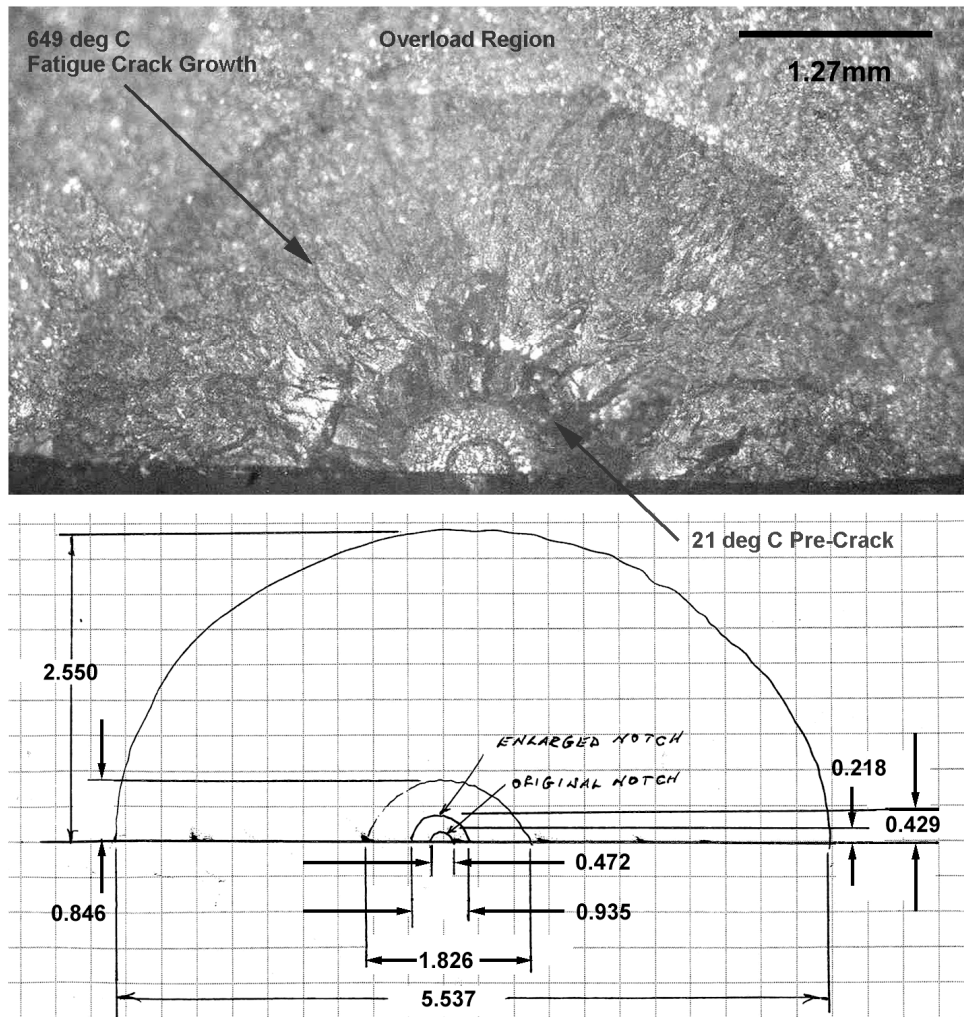 649 deg C
Fatigue Crack Growth
Overload Region
1.27mm
21 deg C Pre-Crack
2.550
ENLARGED NOTCH
ORIGINAL NOTCH
0.218
0.429
0.472
0.846
0.935
1.826
5.537